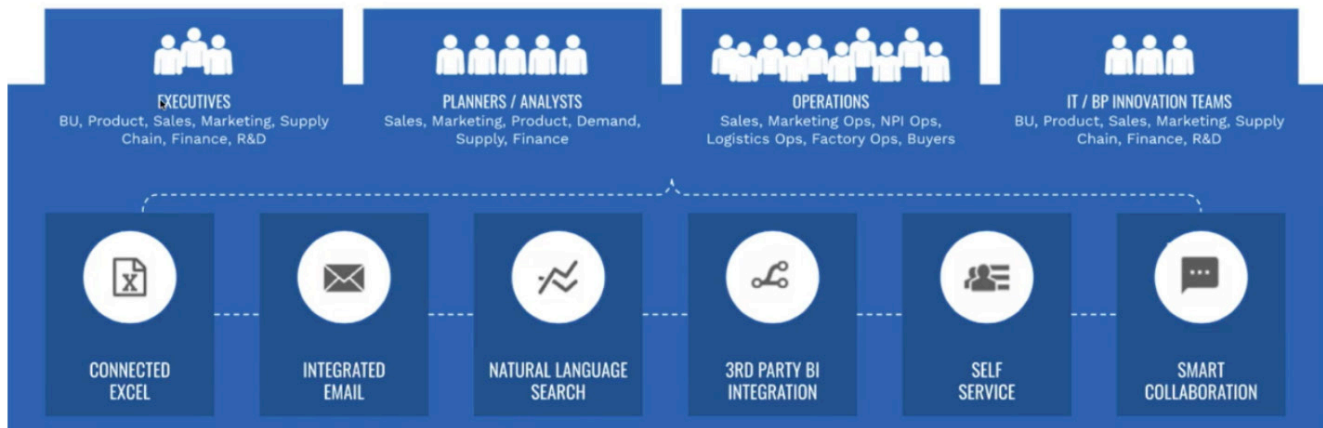 EXECUTIVES
BU, Product, Sales, Marketing, Supply
Chain, Finance, R&D
PLANNERS / ANALYSTS
Sales, Marketing, Product, Demand,
Supply, Finance
OPERATIONS
Sales, Marketing Ops, NPI Ops,
Logistics Ops, Factory Ops, Buyers
IT / BP INNOVATION TEAMS
BU, Product, Sales, Marketing, Supply
Chain, Finance, R&D
X
CONNECTED
EXCEL
INTEGRATED
EMAIL
NATURAL LANGUAGE
SEARCH
3RD PARTY BI
INTEGRATION
SELF
SERVICE
SMART
COLLABORATION